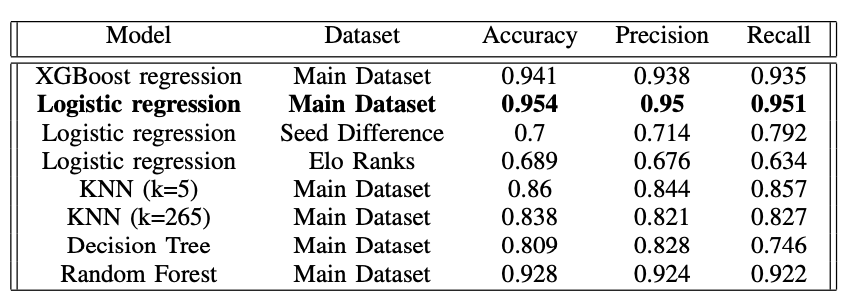 Model Dataset Accuracy Precision Recall
XGBoost regression Main Dataset 0.941 0.938 0.935
Logistic regression Main Dataset 0.954 0.95 0.951
Logistic regression Seed Difference 0.7 0.714 0.792
Logistic regression Elo Ranks 0.689 0.676 0.634
KNN (k=5) Main Dataset 0.86 0.844 0.857
KNN (k=265) Main Dataset 0.838 0.821 0.827
Decision Tree Main Dataset 0.809 0.828 0.746
Random Forest Main Dataset 0.928 0.924 0.922